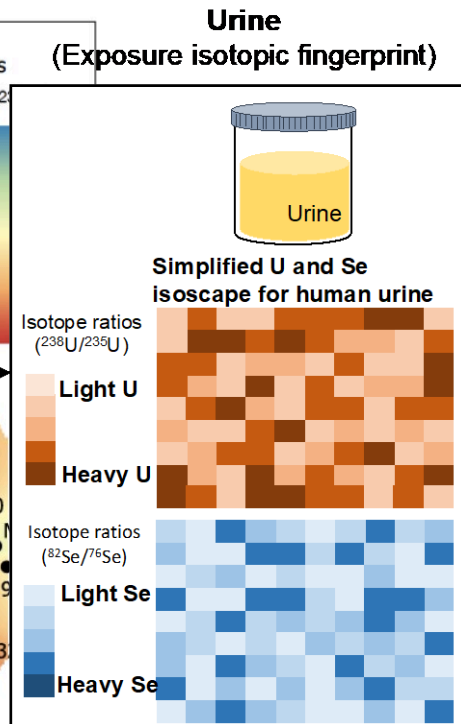 Urine
(Exposure isotopic fingerprint)
Urine
Simplified U and Se
isoscape for human urine
Isotope ratios
(²³⁸U/²³⁵U)
Light U
Heavy U
Isotope ratios
(⁸²Se/⁷⁶Se)
Light Se
Heavy Se